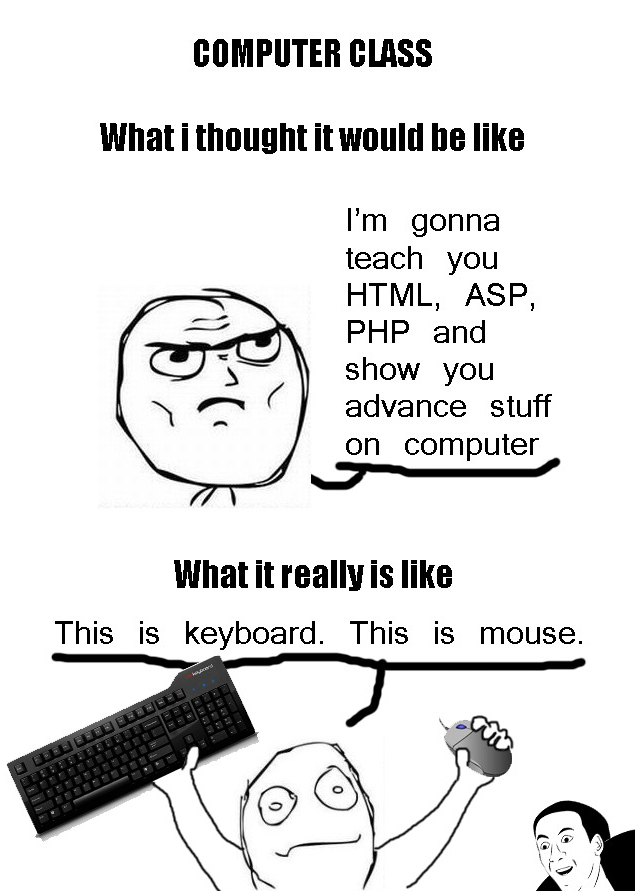 COMPUTER CLASS
What i thought it would be like
I'm gonna
teach you
HTML, ASP,
PHP and
show you
advance stuff
on computer
What it really is like
This is keyboard. This is mouse.